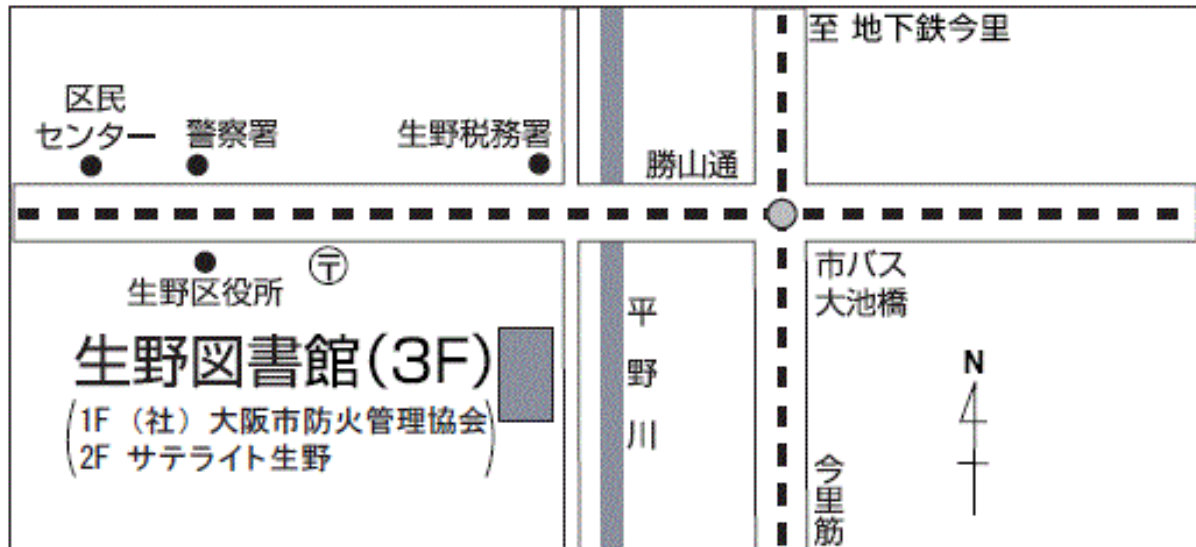 至 地下鉄今里
区民
センター
警察署
生野税務署
勝山通
生野区役所
〒
市バス
大池橋
平野川
生野図書館(3F)
1F (社) 大阪市防火管理協会
2F サテライト生野
N
今里筋